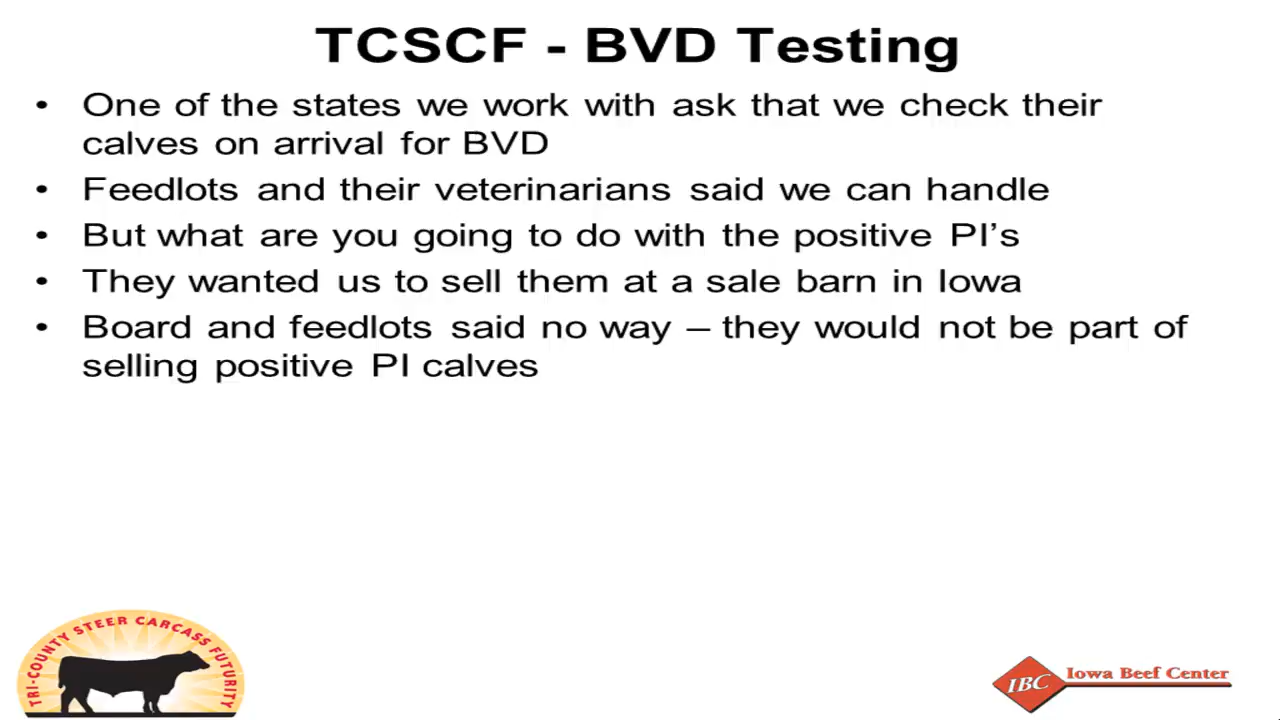 TCSCF - BVD Testing
• One of the states we work with ask that we check their
calves on arrival for BVD
• Feedlots and their veterinarians said we can handle
• But what are you going to do with the positive PI’s
• They wanted us to sell them at a sale barn in Iowa
• Board and feedlots said no way – they would not be part of
selling positive PI calves
TRI-COUNTY STEER CARCASS FUTURITY
IBC Iowa Beef Center